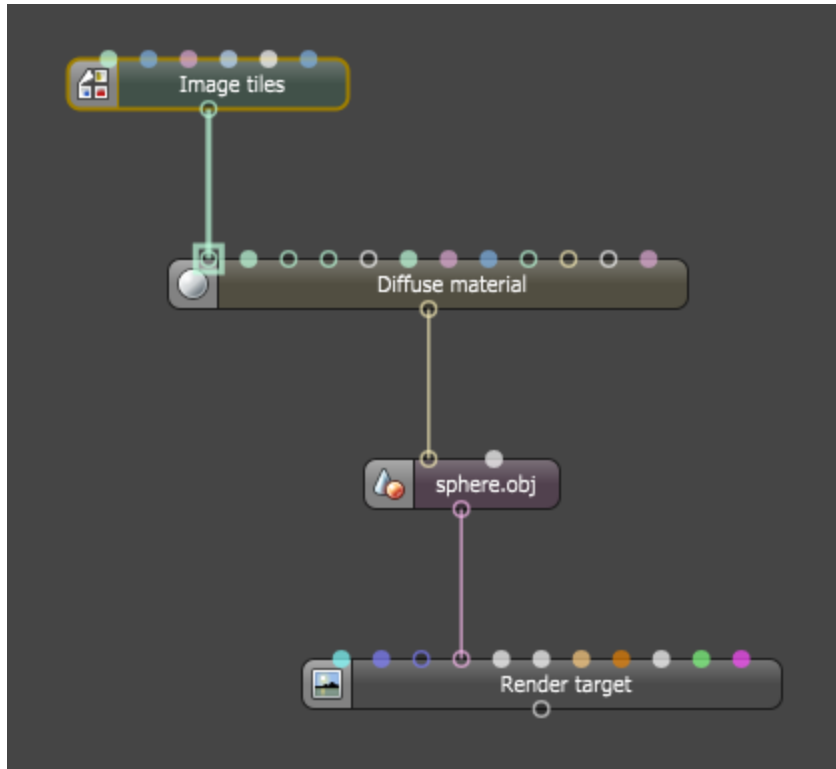 Image tiles
Diffuse material
sphere.obj
Render target